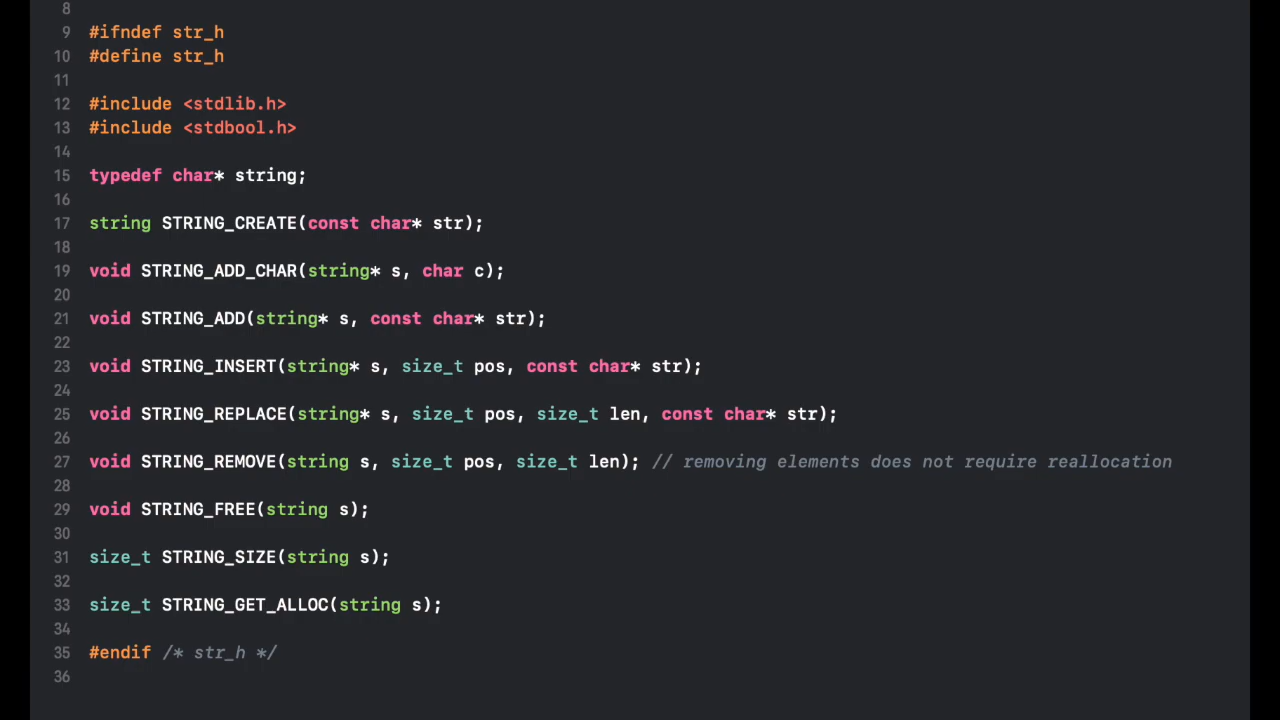 8
9 #ifndef str_h
10 #define str_h
11
12 #include <stdlib.h>
13 #include <stdbool.h>
14
15 typedef char* string;
16
17 string STRING_CREATE(const char* str);
18
19 void STRING_ADD_CHAR(string* s, char c);
20
21 void STRING_ADD(string* s, const char* str);
22
23 void STRING_INSERT(string* s, size_t pos, const char* str);
24
25 void STRING_REPLACE(string* s, size_t pos, size_t len, const char* str);
26
27 void STRING_REMOVE(string s, size_t pos, size_t len); // removing elements does not require reallocation
28
29 void STRING_FREE(string s);
30
31 size_t STRING_SIZE(string s);
32
33 size_t STRING_GET_ALLOC(string s);
34
35 #endif /* str_h */
36